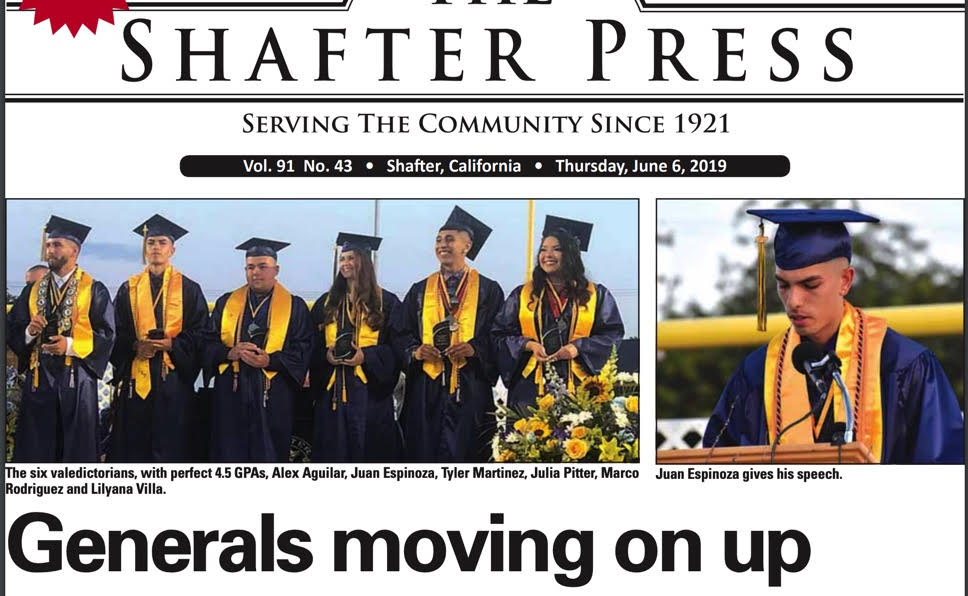 THE
SHAFTER PRESS
SERVING THE COMMUNITY SINCE 1921
Vol. 91 No. 43 • Shafter, California • Thursday, June 6, 2019
The six valedictorians, with perfect 4.5 GPAs, Alex Aguilar, Juan Espinoza, Tyler Martinez, Julia Pitter, Marco
Rodriguez and Lilyana Villa.
Juan Espinoza gives his speech.
Generals moving on up